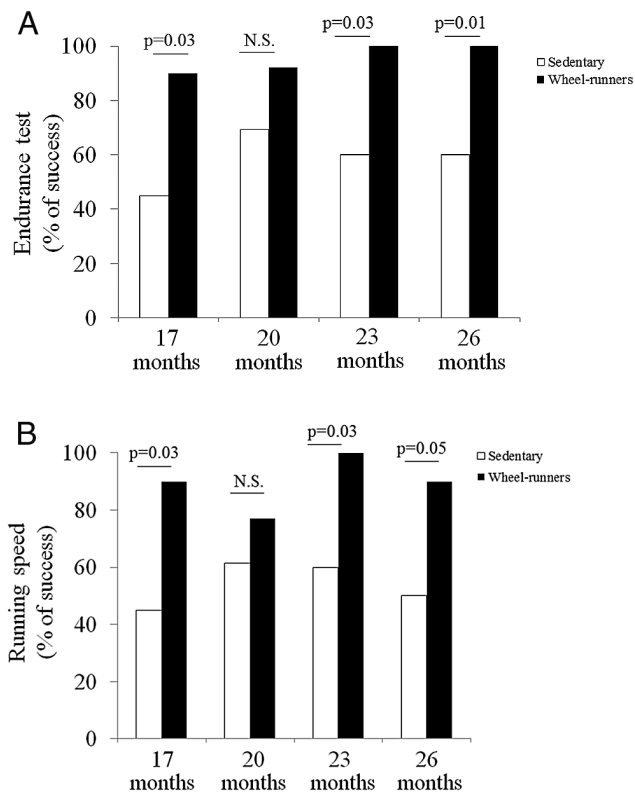 A
p=0.03
N.S.
p=0.03
p=0.01
Sedentary
Wheel-runners
Endurance test
(% of success)
100
80
60
40
20
0
17
months
20
months
23
months
26
months
B
p=0.03
N.S.
p=0.03
p=0.05
Sedentary
Wheel-runners
Running speed
(% of success)
100
80
60
40
20
0
17
months
20
months
23
months
26
months